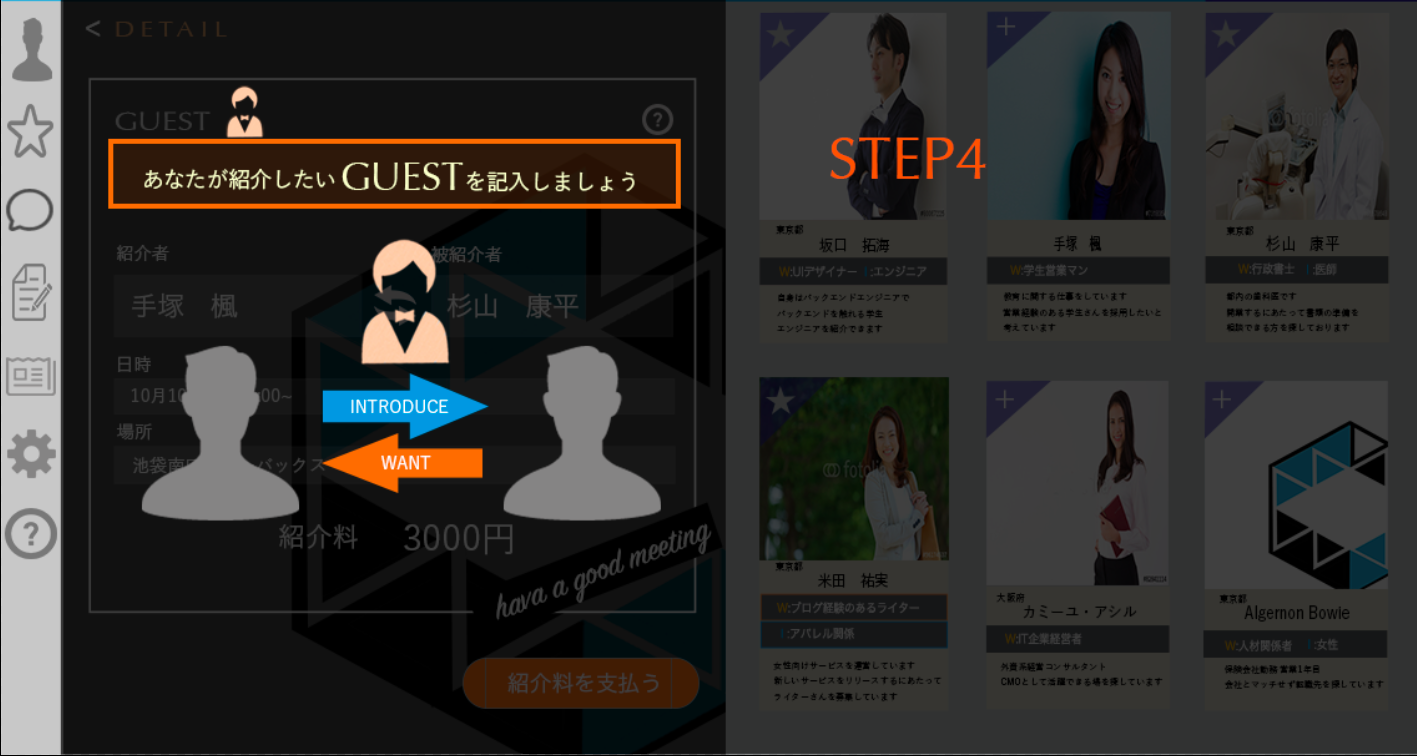 < DETAIL
GUEST
?
あなたが紹介したい GUEST を記入しましょう
紹介者
被紹介者
手塚 楓
杉山 康平
日時
10月10
00~
場所
INTRODUCE
WANT
紹介料 3000円
hava a good meeting
紹介料を支払う
?
STEP4
東京都
坂口 拓海
W:UIデザイナー I:エンジニア
自身はバックエンドエンジニアで
バックエンドを触れる学生
エンジニアを紹介できます
手塚 楓
W:学生営業マン
教育に関する仕事をしています
営業経験のある学生さんを採用したいと
考えています
東京都
杉山 康平
W:行政書士 I:医師
都内の歯科医です
開業するにあたって書類の準備を
相談できる方を探しております
東京都
米田 祐実
W:ブログ経験のあるライター
I:アパレル関係
女性向けサービスを運営しています
新しいサービスをリリースするにあたって
ライターさんを募集しています
大阪府
カミーユ・アシル
W:IT企業経営者
外資系経営コンサルタント
CMOとして活躍できる場を探しています
東京都
Algernon Bowie
W:人材関係者 I:女性
保険会社勤務 営業1年目
会社とマッチせず転職先を探しています